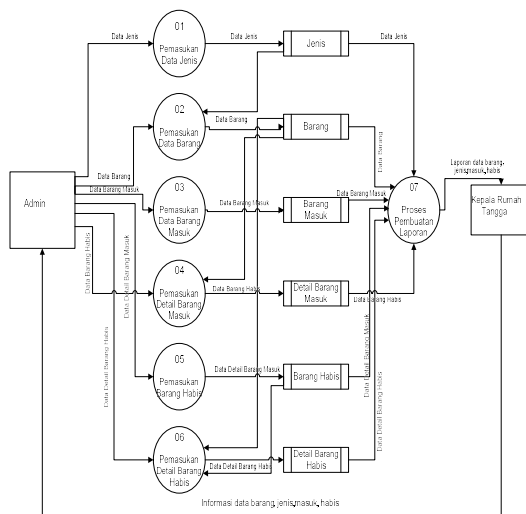 01
Pemasukan
Data Jenis
Data Jenis
Data Jenis
Jenis
Data Jenis
02
Pemasukan
Data Barang
Data Barang
Data Barang
Barang
Data Barang
Data Barang Masuk
Admin
03
Pemasukan
Data Barang
Masuk
Data Barang Masuk
Barang
Masuk
Data Barang Masuk
07
Proses
Pembuatan
Laporan
Laporan data barang,
jenis,masuk,habis
Kepala Rumah
Tangga
04
Pemasukan
Detail Barang
Masuk
Data Barang Habis
Data Detail Barang Masuk
Data Barang Habis
Detail Barang
Masuk
Data Barang Habis
Data Detail Barang Habis
05
Pemasukan
Barang Habis
Data Detail Barang Masuk
Barang Habis
Data Detail Barang Masuk
Data Detail Barang Habis
06
Pemasukan
Detail Barang
Habis
Data Detail Barang Habis
Detail Barang
Habis
Informasi data barang, jenis,masuk, habis